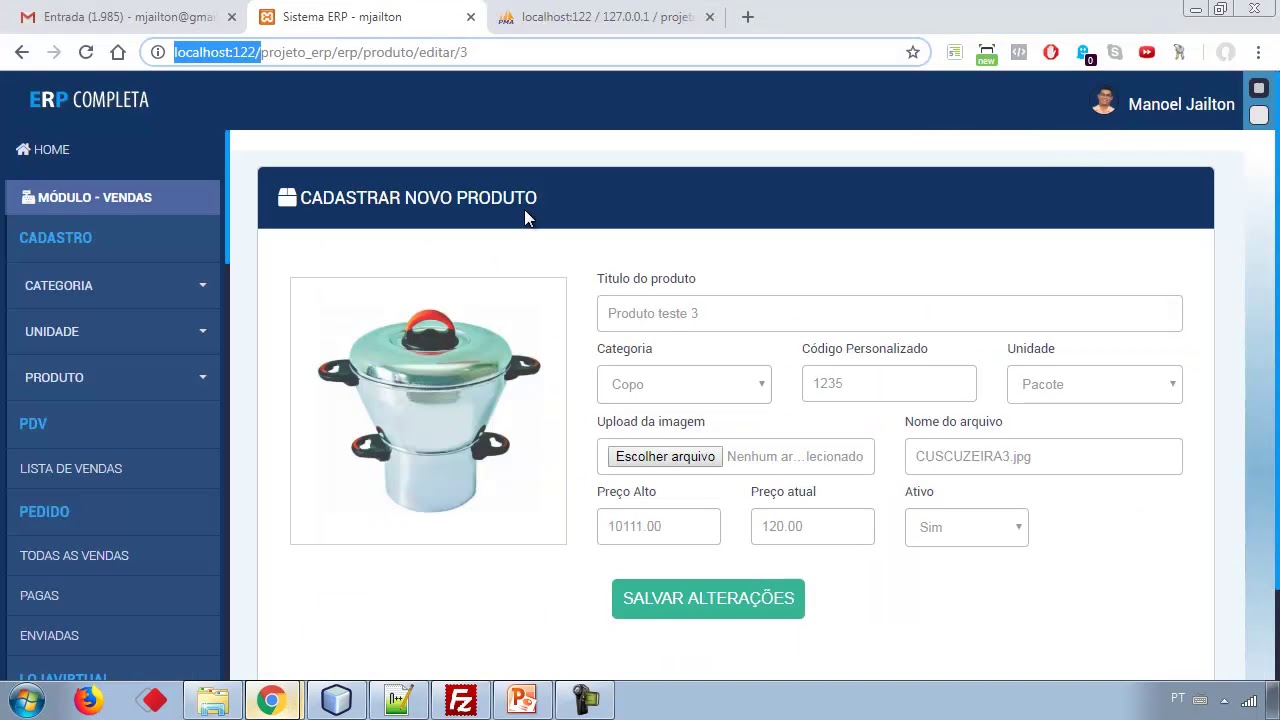 Entrada (1.985) - mjailton@gmai
Sistema ERP - mjailton
localhost:122 / 127.0.0.1 / projet
localhost:122/projeto_erp/erp/produto/editar/3
new
0
ERP COMPLETA
Manoel Jailton
HOME
MÓDULO - VENDAS
CADASTRO
CATEGORIA
UNIDADE
PRODUTO
PDV
LISTA DE VENDAS
PEDIDO
TODAS AS VENDAS
PAGAS
ENVIADAS
LOJAVIRTUAL
CADASTRAR NOVO PRODUTO
Titulo do produto
Produto teste 3
Categoria Código Personalizado Unidade
Copo 1235 Pacote
Upload da imagem Nome do arquivo
Escolher arquivo Nenhum ar...lecionado CUSCUZEIRA3.jpg
Preço Alto Preço atual Ativo
10111.00 120.00 Sim
SALVAR ALTERAÇÕES
PT